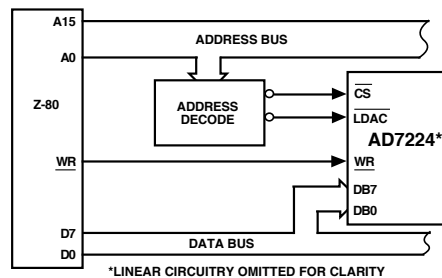 A15
ADDRESS BUS
A0
Z-80
ADDRESS
DECODE
CS
LDAC
AD7224*
WR
WR
DB7
DB0
D7
DATA BUS
D0
*LINEAR CIRCUITRY OMITTED FOR CLARITY